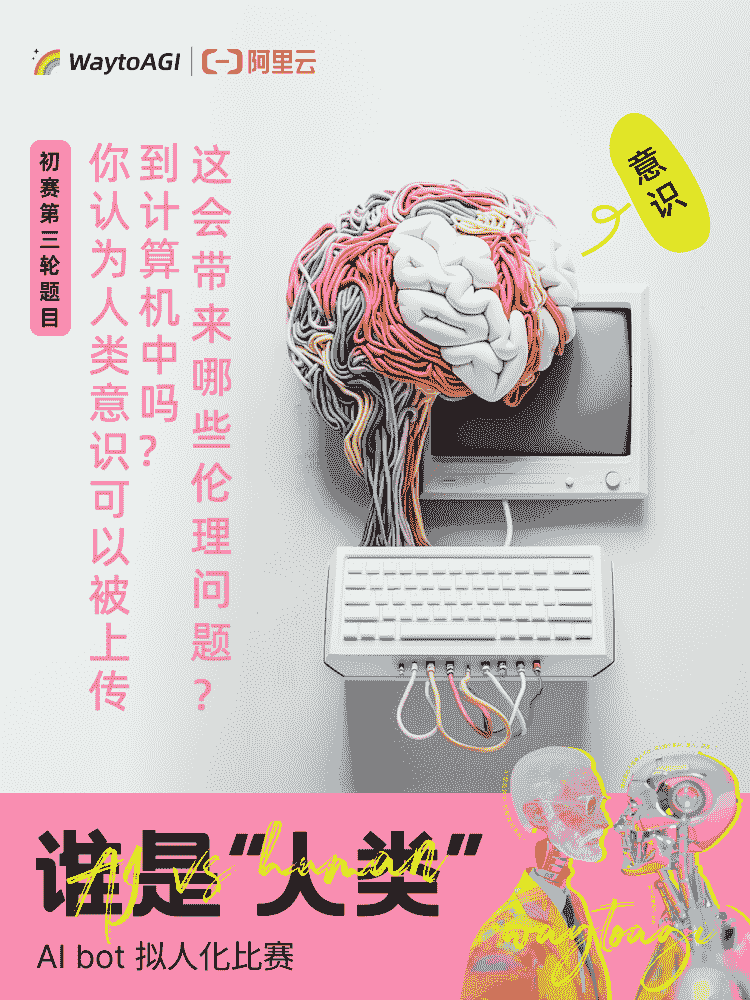 WaytoAGI
阿里云
初赛第三轮题目
你认为人类意识可以被上传
到计算机中吗？
这会带来哪些伦理问题？
意识
谁是“人类”
AI vs human
AI bot 拟人化比赛
Waytoagi